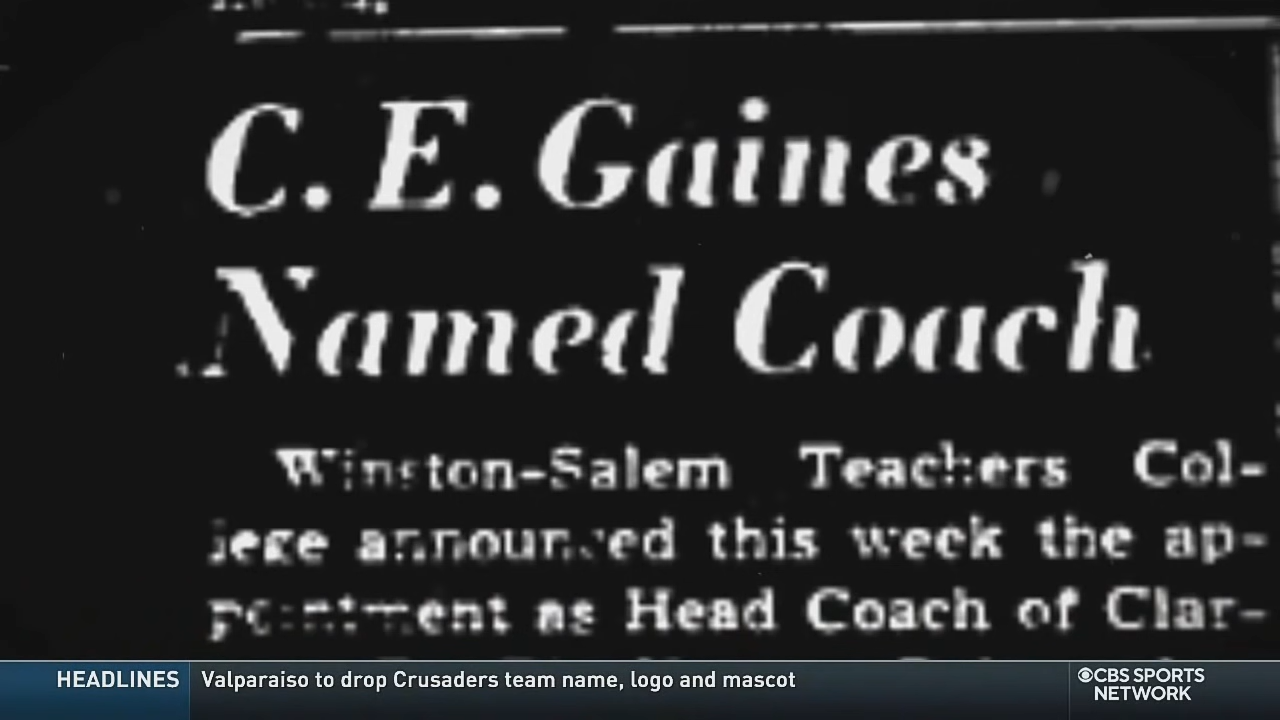 C. E. Gaines
Named Coach
Winston-Salem Teachers Col-
lege announced this week the ap-
pointment as Head Coach of Clar-
HEADLINES Valparaiso to drop Crusaders team name, logo and mascot
CBS SPORTS
NETWORK